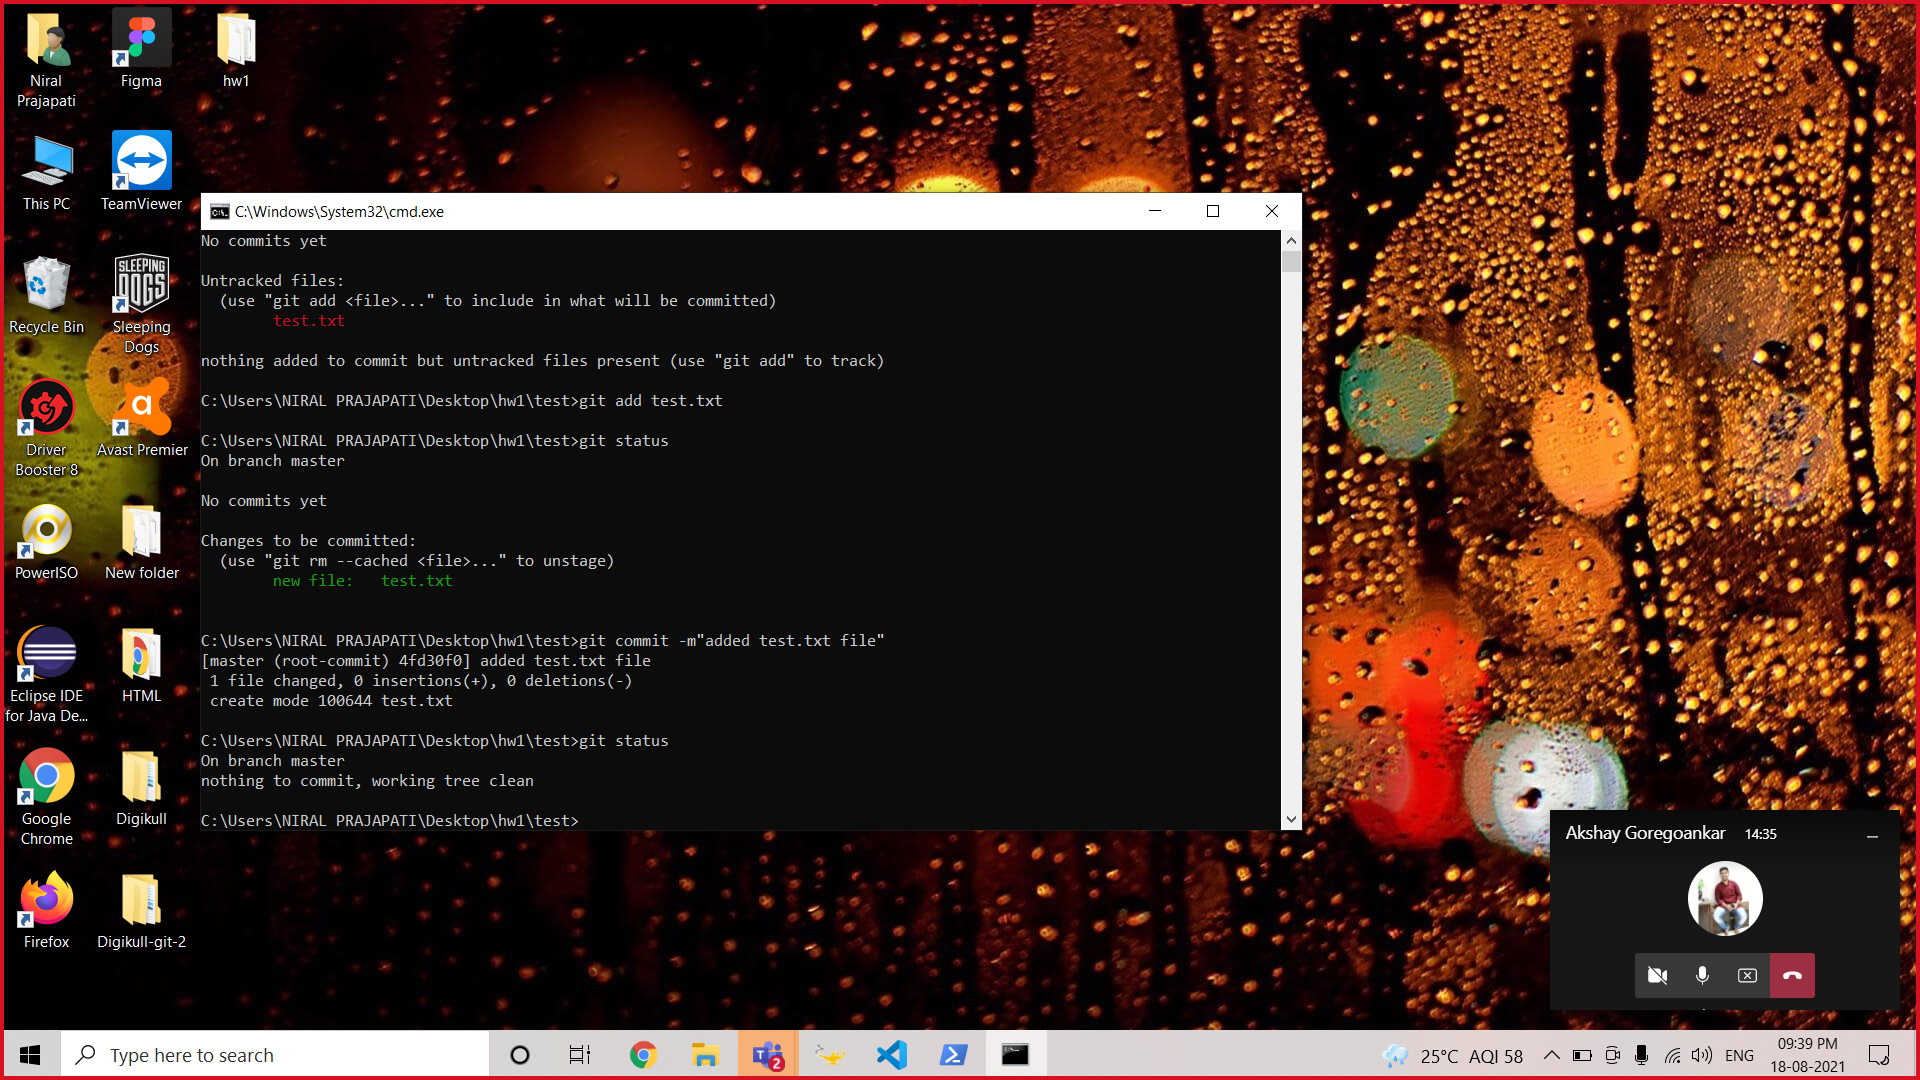 Niral
Prajapati
Figma
hw1
This PC
TeamViewer
Recycle Bin
SLEEPING
DOGS
Sleeping
Dogs
Driver
Booster 8
Avast Premier
PowerISO
New folder
Eclipse IDE
for Java De...
HTML
Google
Chrome
Digikull
Firefox
Digikull-git-2
C:\Windows\System32\cmd.exe
No commits yet
Untracked files:
(use "git add <file>..." to include in what will be committed)
test.txt
nothing added to commit but untracked files present (use "git add" to track)
C:\Users\NIRAL PRAJAPATI\Desktop\hw1\test>git add test.txt
C:\Users\NIRAL PRAJAPATI\Desktop\hw1\test>git status
On branch master
No commits yet
Changes to be committed:
(use "git rm --cached <file>..." to unstage)
new file:   test.txt
C:\Users\NIRAL PRAJAPATI\Desktop\hw1\test>git commit -m"added test.txt file"
[master (root-commit) 4fd30f0] added test.txt file
1 file changed, 0 insertions(+), 0 deletions(-)
create mode 100644 test.txt
C:\Users\NIRAL PRAJAPATI\Desktop\hw1\test>git status
On branch master
nothing to commit, working tree clean
C:\Users\NIRAL PRAJAPATI\Desktop\hw1\test>
Akshay Goregoankar 14:35
Type here to search
2
25°C AQI 58
ENG
09:39 PM
18-08-2021